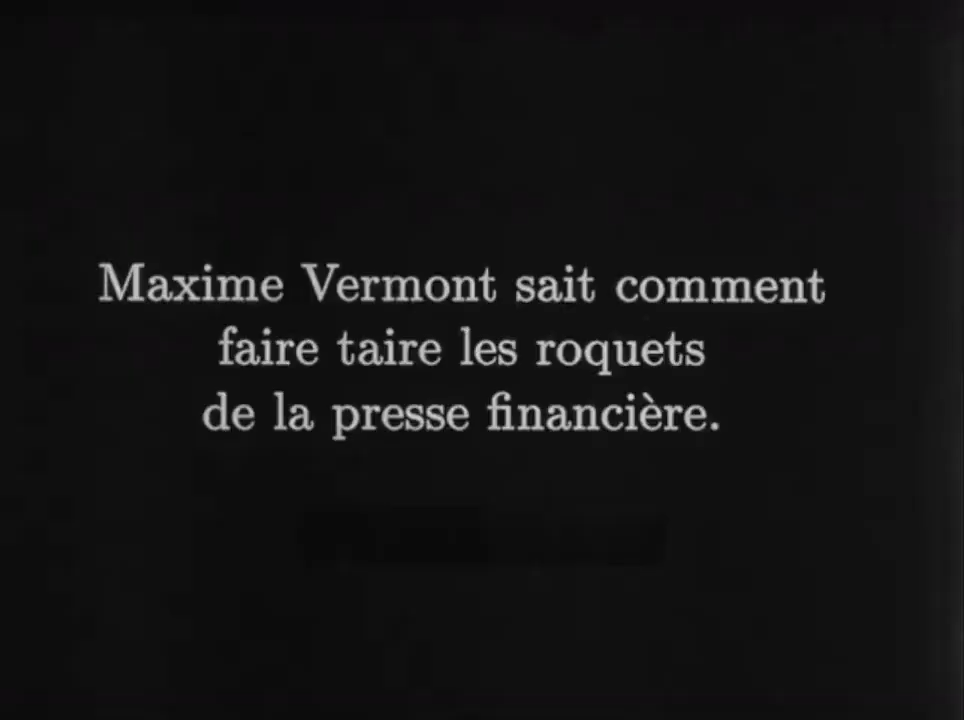 Maxime Vermont sait comment
faire taire les roquets
de la presse financière.